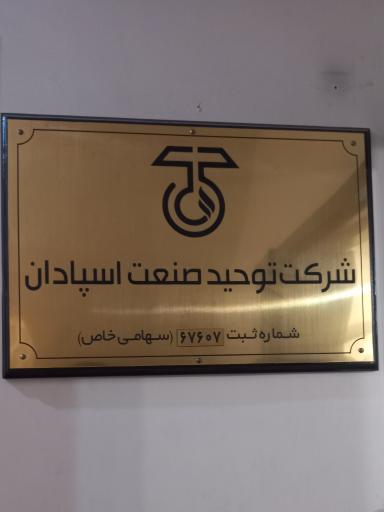 شرکت توحید صنعت اسپادان
شماره ثبت ۶۷۶۰۷ (سهامی خاص)